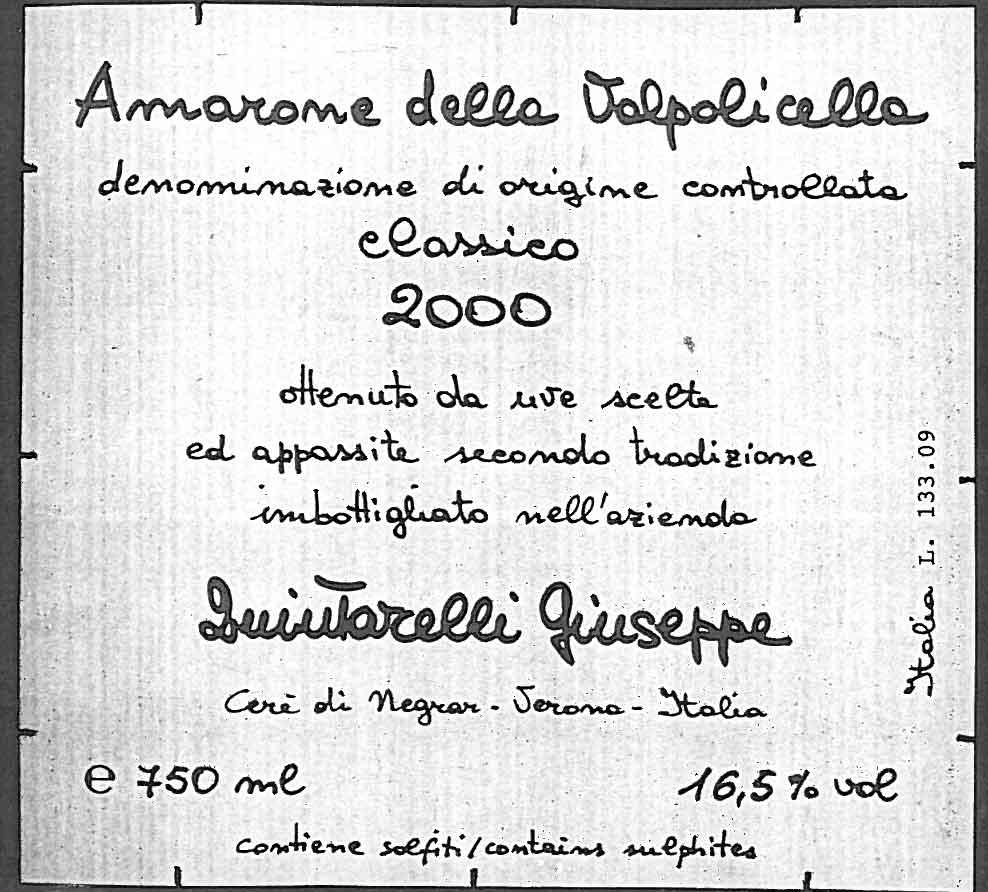 Amarone della Valpolicella
denominazione di origine controllata
classico
2000
ottenuto da uve scelte
ed appassite secondo tradizione
imbottigliato nell'azienda
Quintarelli Giuseppe
Cerè di Negrar - Verona - Italia
e 750 ml
16,5 % vol
contiene solfiti/contains sulphites
Italia L. 133.09